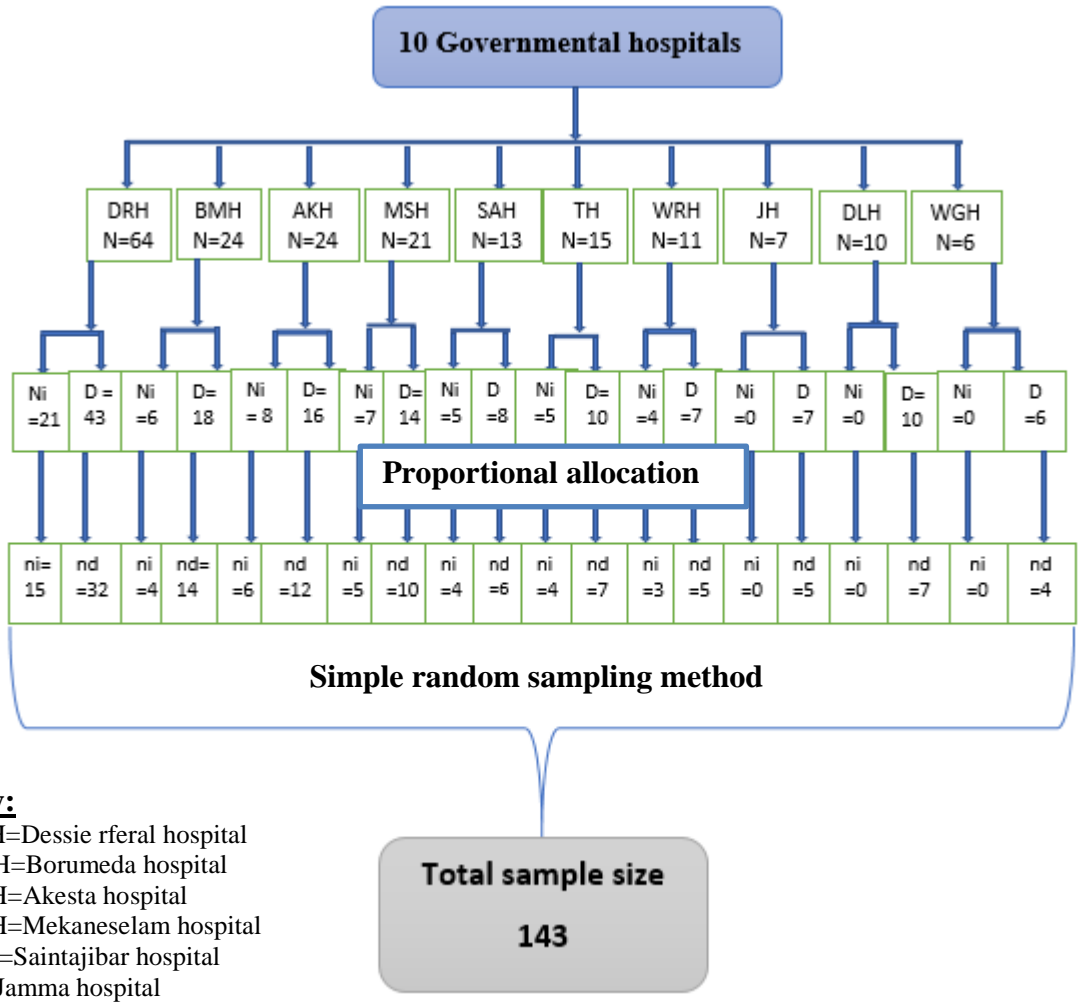 10 Governmental hospitals
DRH BMH AKH MSH SAH TH WRH JH DLH WGH
N=64 N=24 N=24 N=21 N=13 N=15 N=11 N=7 N=10 N=6
Ni D = Ni D= Ni D= Ni D= Ni D Ni D= Ni D Ni D Ni D= Ni D
=21 43 =6 18 = 8 16 =7 14 =5 =8 =5 10 =4 =7 =0 =7 =0 10 =0 =6
Proportional allocation
ni= nd ni nd= ni nd ni nd ni nd ni nd ni nd ni nd ni nd ni nd
15 =32 =4 14 =6 =12 =5 =10 =4 =6 =4 =7 =3 =5 =0 =5 =0 =7 =0 =4
Simple random sampling method
y:
H=Dessie rferal hospital
H=Borumeda hospital
H=Akesta hospital
H=Mekaneselam hospital
=Saintajibar hospital
Jamma hospital
Total sample size
143